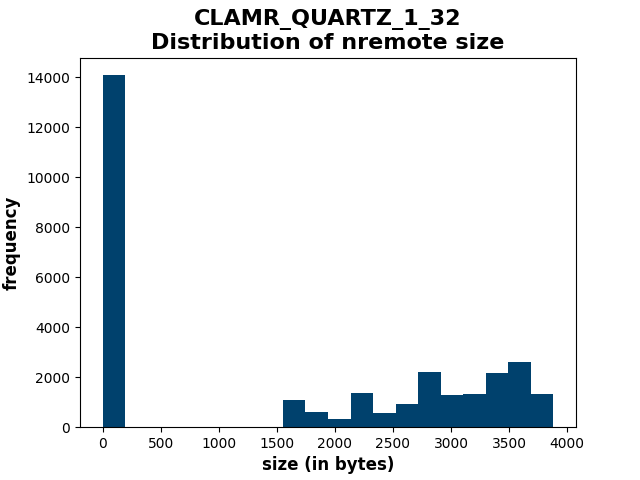 CLAMR_QUARTZ_1_32
Distribution of nremote size
frequency
14000
12000
10000
8000
6000
4000
2000
0
0 500 1000 1500 2000 2500 3000 3500 4000
size (in bytes)